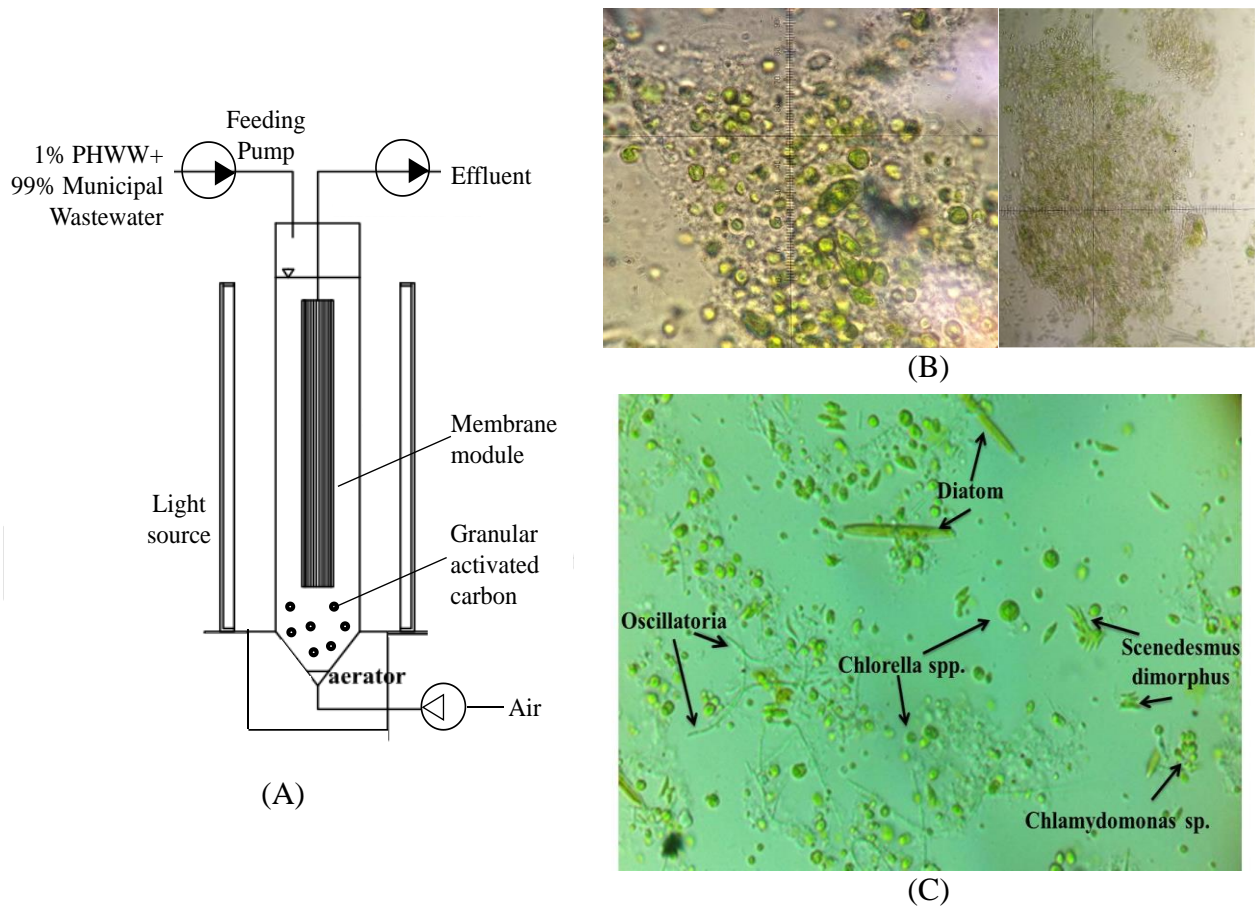 Feeding
Pump
1% PHWW+
99% Municipal
Wastewater
Effluent
Membrane
module
Light
source
Granular
activated
carbon
aerator
Air
(A)
(B)
Diatom
Oscillatoria
Chlorella spp.
Scenedesmus
dimorphus
Chlamydomonas sp.
(C)